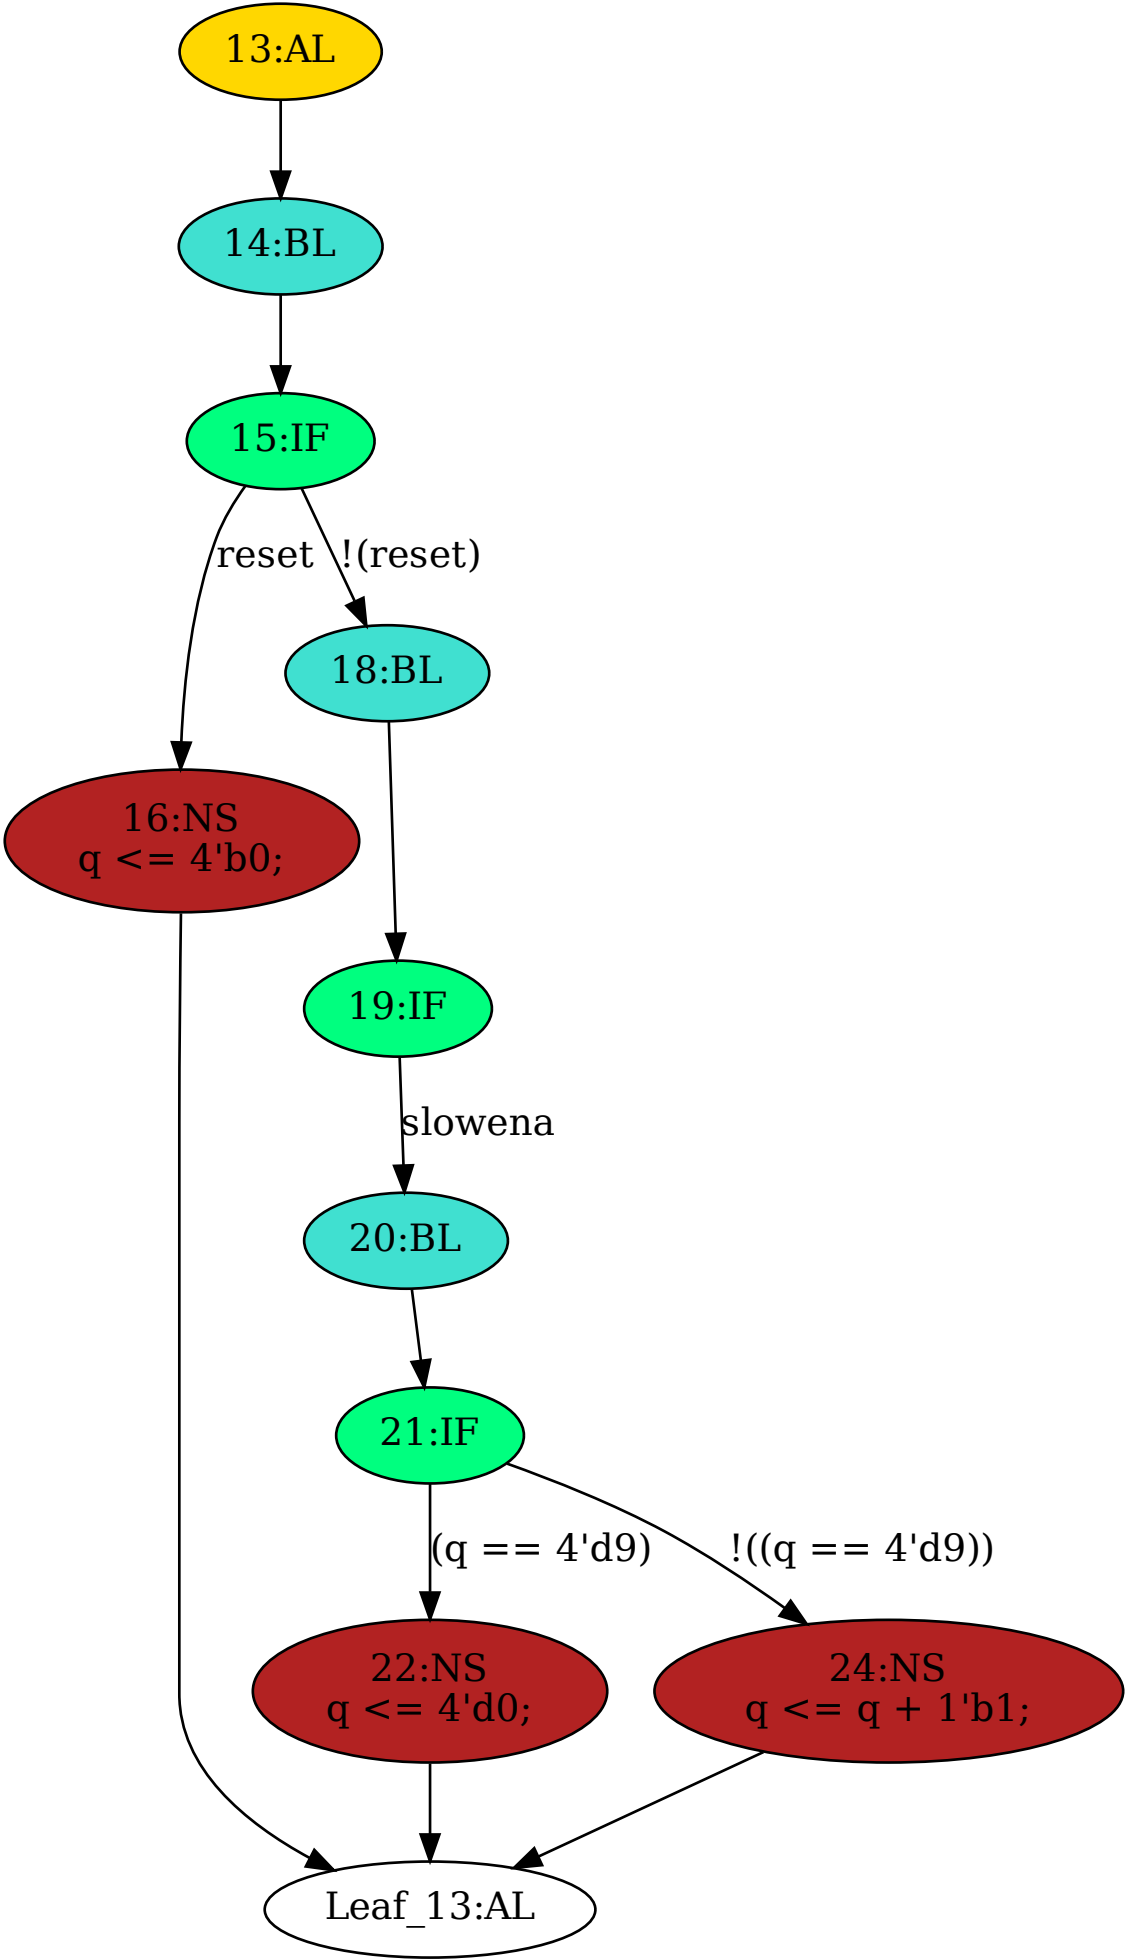 13:AL
14:BL
15:IF
reset
!(reset)
18:BL
16:NS
q <= 4'b0;
19:IF
slowena
20:BL
21:IF
(q == 4'd9)
!((q == 4'd9))
22:NS
q <= 4'd0;
24:NS
q <= q + 1'b1;
Leaf_13:AL